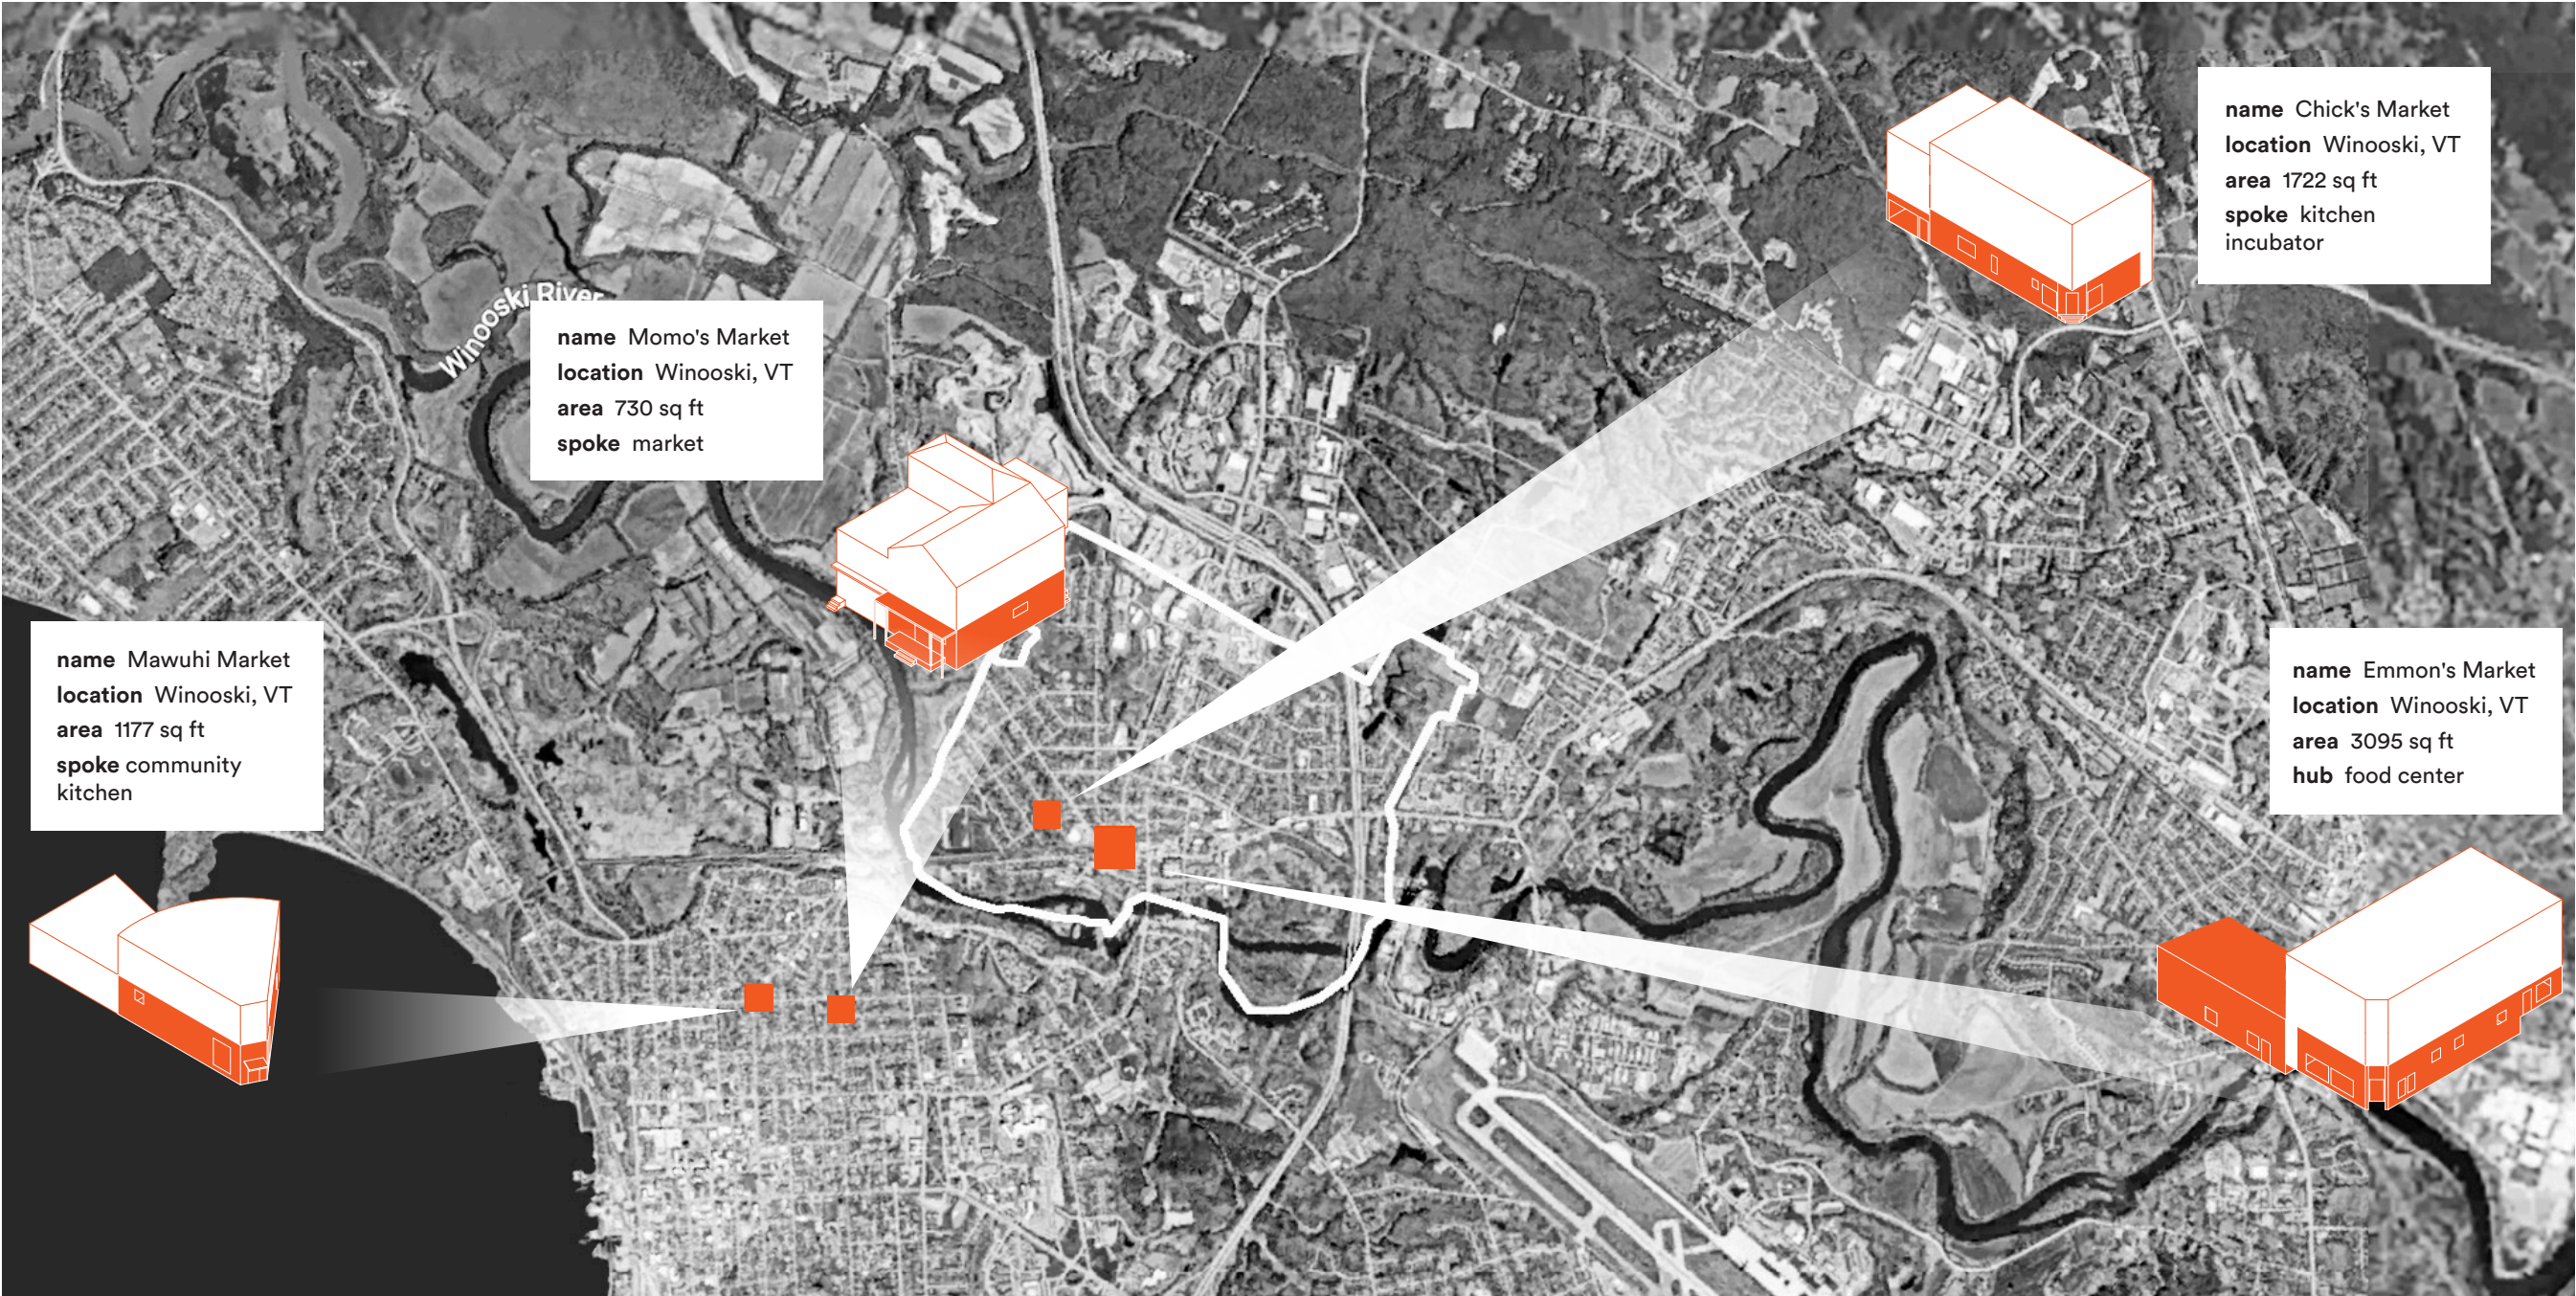 name Chick's Market
location Winooski, VT
area 1722 sq ft
spoke kitchen
incubator
Winooski River
name Momo's Market
location Winooski, VT
area 730 sq ft
spoke market
name Mawuhi Market
location Winooski, VT
area 1177 sq ft
spoke community
kitchen
name Emmon's Market
location Winooski, VT
area 3095 sq ft
hub food center